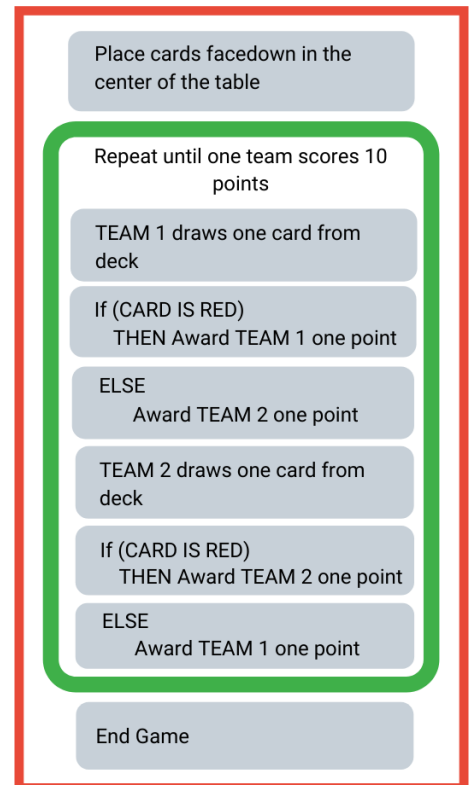 Place cards facedown in the
center of the table
Repeat until one team scores 10
points
TEAM 1 draws one card from
deck
If (CARD IS RED)
THEN Award TEAM 1 one point
ELSE
Award TEAM 2 one point
TEAM 2 draws one card from
deck
If (CARD IS RED)
THEN Award TEAM 2 one point
ELSE
Award TEAM 1 one point
End Game